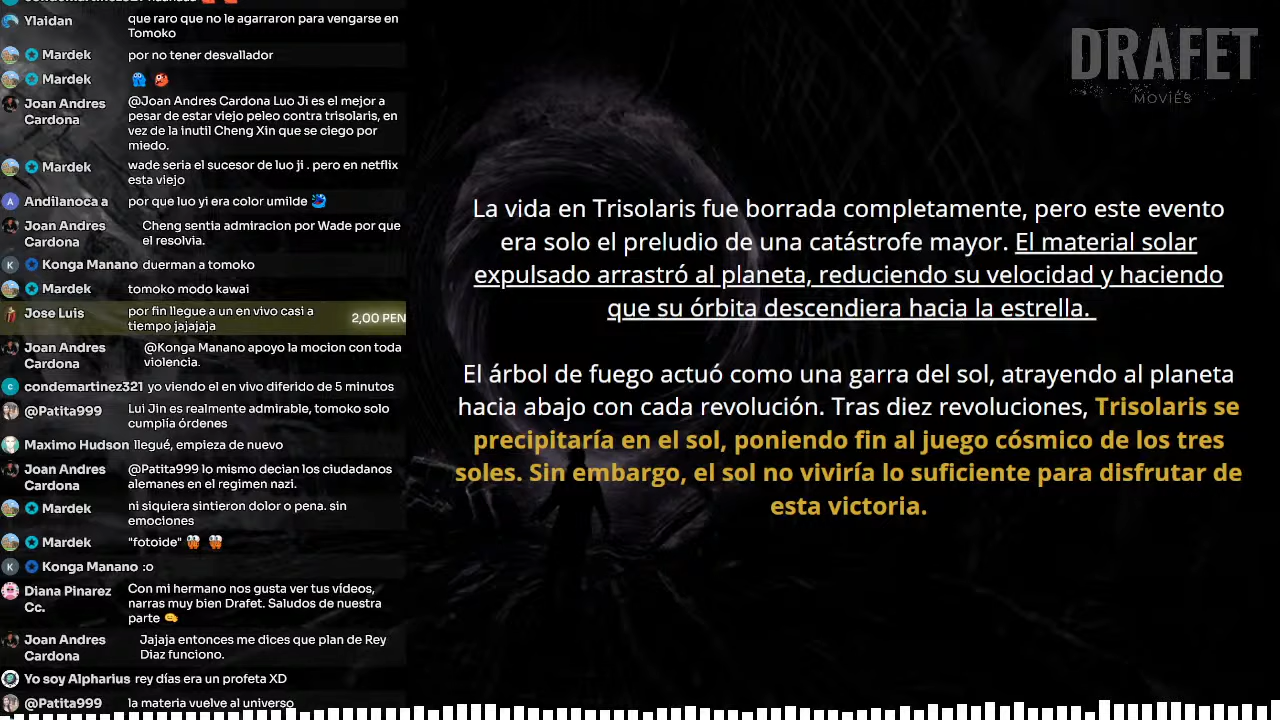 Ylaidan que raro que no le agarraron para vengarse en
Tomoko
Mardek por no tener desvallador
Mardek
Joan Andres Cardona @Joan Andres Cardona Luo Ji es el mejor a
pesar de estar viejo peleo contra trisolaris, en
vez de la inutil Cheng Xin que se ciego por
miedo.
Mardek wade seria el sucesor de luo ji . pero en netflix
esta viejo
Andilanoca a por que luo yi era color umilde
Joan Andres Cardona Cheng sentia admiracion por Wade por que
el resolvia.
Konga Manano duerman a tomoko
Mardek tomoko modo kawai
Jose Luis por fin llegue a un en vivo casi a
tiempo jajajaja 2,00 PEN
Joan Andres Cardona @Konga Manano apoyo la mocion con toda
violencia.
condemartinez321 yo viendo el en vivo diferido de 5 minutos
@Patita999 Lui Jin es realmente admirable, tomoko solo
cumplia órdenes
Maximo Hudson llegué, empieza de nuevo
Joan Andres Cardona @Patita999 lo mismo decian los ciudadanos
alemanes en el regimen nazi.
Mardek ni siquiera sintieron dolor o pena. sin
emociones
Mardek "fotoide"
Konga Manano :o
Diana Pinarez Cc. Con mi hermano nos gusta ver tus vídeos,
narras muy bien Drafet. Saludos de nuestra
parte
Joan Andres Cardona Jajaja entonces me dices que plan de Rey
Diaz funciono.
Yo soy Alpharius rey días era un profeta XD
@Patita999 la materia vuelve al universo
DRAFET
MOVIES
La vida en Trisolaris fue borrada completamente, pero este evento
era solo el preludio de una catástrofe mayor. El material solar
expulsado arrastró al planeta, reduciendo su velocidad y haciendo
que su órbita descendiera hacia la estrella.
El árbol de fuego actuó como una garra del sol, atrayendo al planeta
hacia abajo con cada revolución. Tras diez revoluciones, Trisolaris se
precipitaría en el sol, poniendo fin al juego cósmico de los tres
soles. Sin embargo, el sol no viviría lo suficiente para disfrutar de
esta victoria.